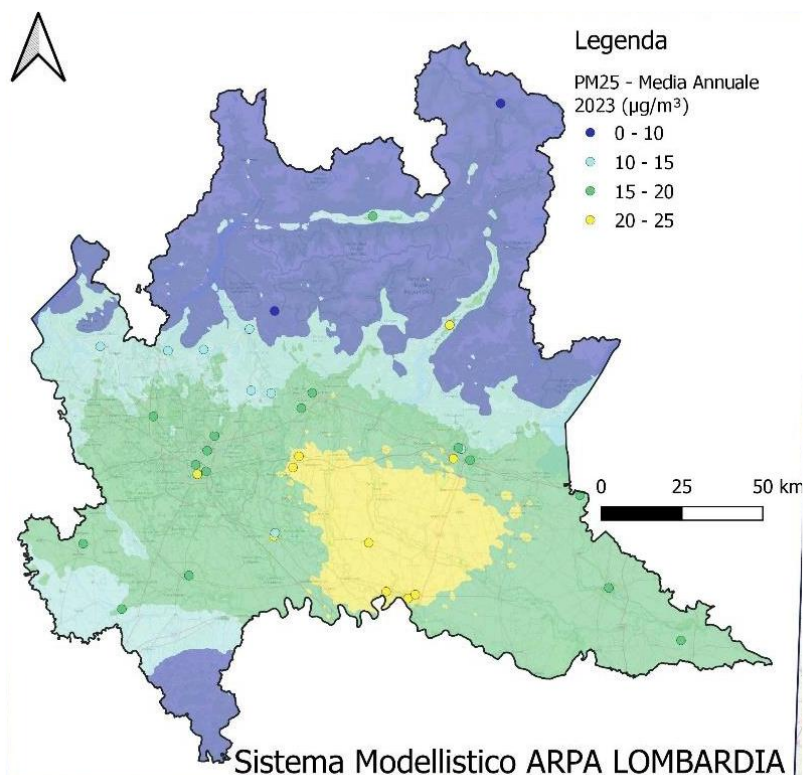 Legenda
PM25 - Media Annuale
2023 (µg/m³)
0 - 10
10 - 15
15 - 20
20 - 25
0 25 50 km
Sistema Modellistico ARPA LOMBARDIA